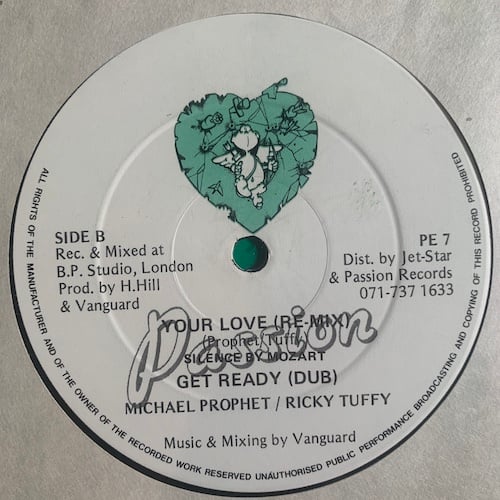 ALL RIGHTS OF THE MANUFACTURER AND OF THE OWNER OF THE RECORDED WORK RESERVED UNAUTHORISED PUBLIC PERFORMANCE BROADCASTING AND COPYING OF THIS RECORD PROHIBITED
SIDE B
Rec. & Mixed at
B.P. Studio, London
Prod. by H.Hill
& Vanguard
PE 7
Dist. by Jet-Star
& Passion Records
071-737 1633
Passion
YOUR LOVE (RE-MIX)
(Prophet/Tuffy)
SILENCE BY MOZART
GET READY (DUB)
MICHAEL PROPHET / RICKY TUFFY
Music & Mixing by Vanguard